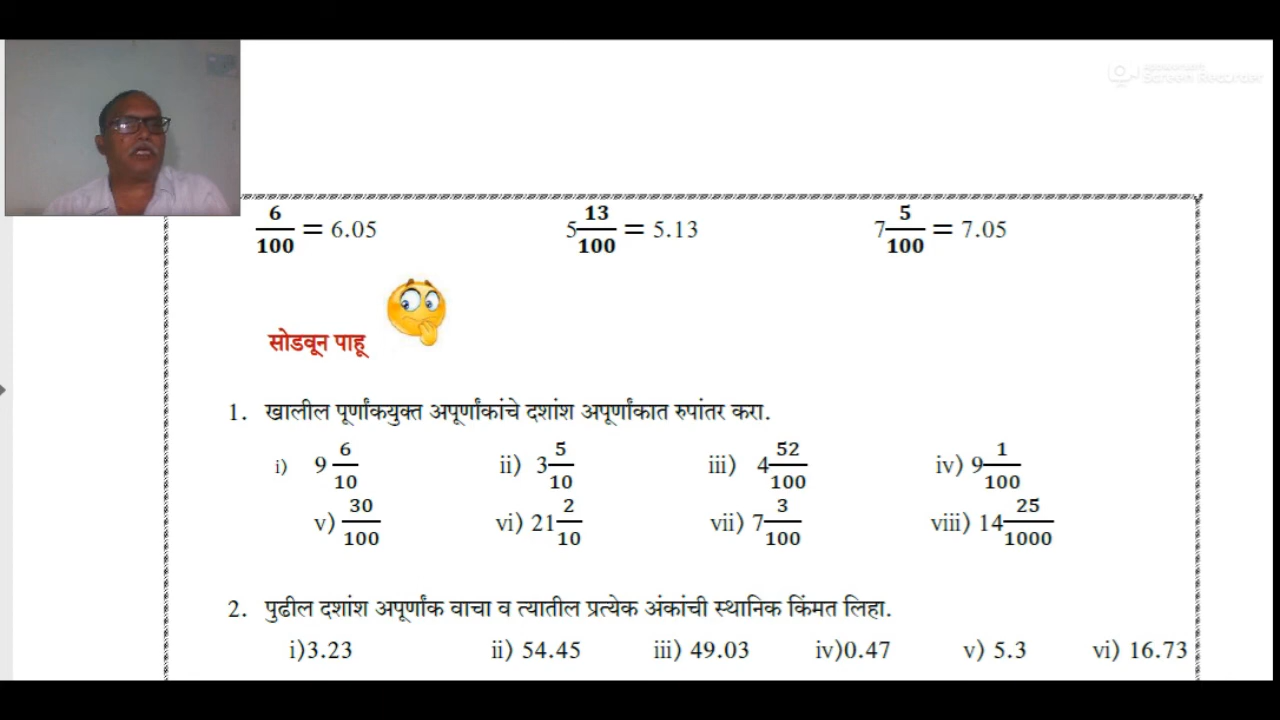 Apowersoft
Screen Recorder
6/100 = 6.05 5 13/100 = 5.13 7 5/100 = 7.05
सोडवून पाहू
1. खालील पूर्णांकयुक्त अपूर्णांकांचे दशांश अपूर्णांकात रुपांतर करा.
i) 9 6/10 ii) 3 5/10 iii) 4 52/100 iv) 9 1/100
v) 30/100 vi) 21 2/10 vii) 7 3/100 viii) 14 25/1000
2. पुढील दशांश अपूर्णांक वाचा व त्यातील प्रत्येक अंकांची स्थानिक किंमत लिहा.
i)3.23 ii) 54.45 iii) 49.03 iv)0.47 v) 5.3 vi) 16.73